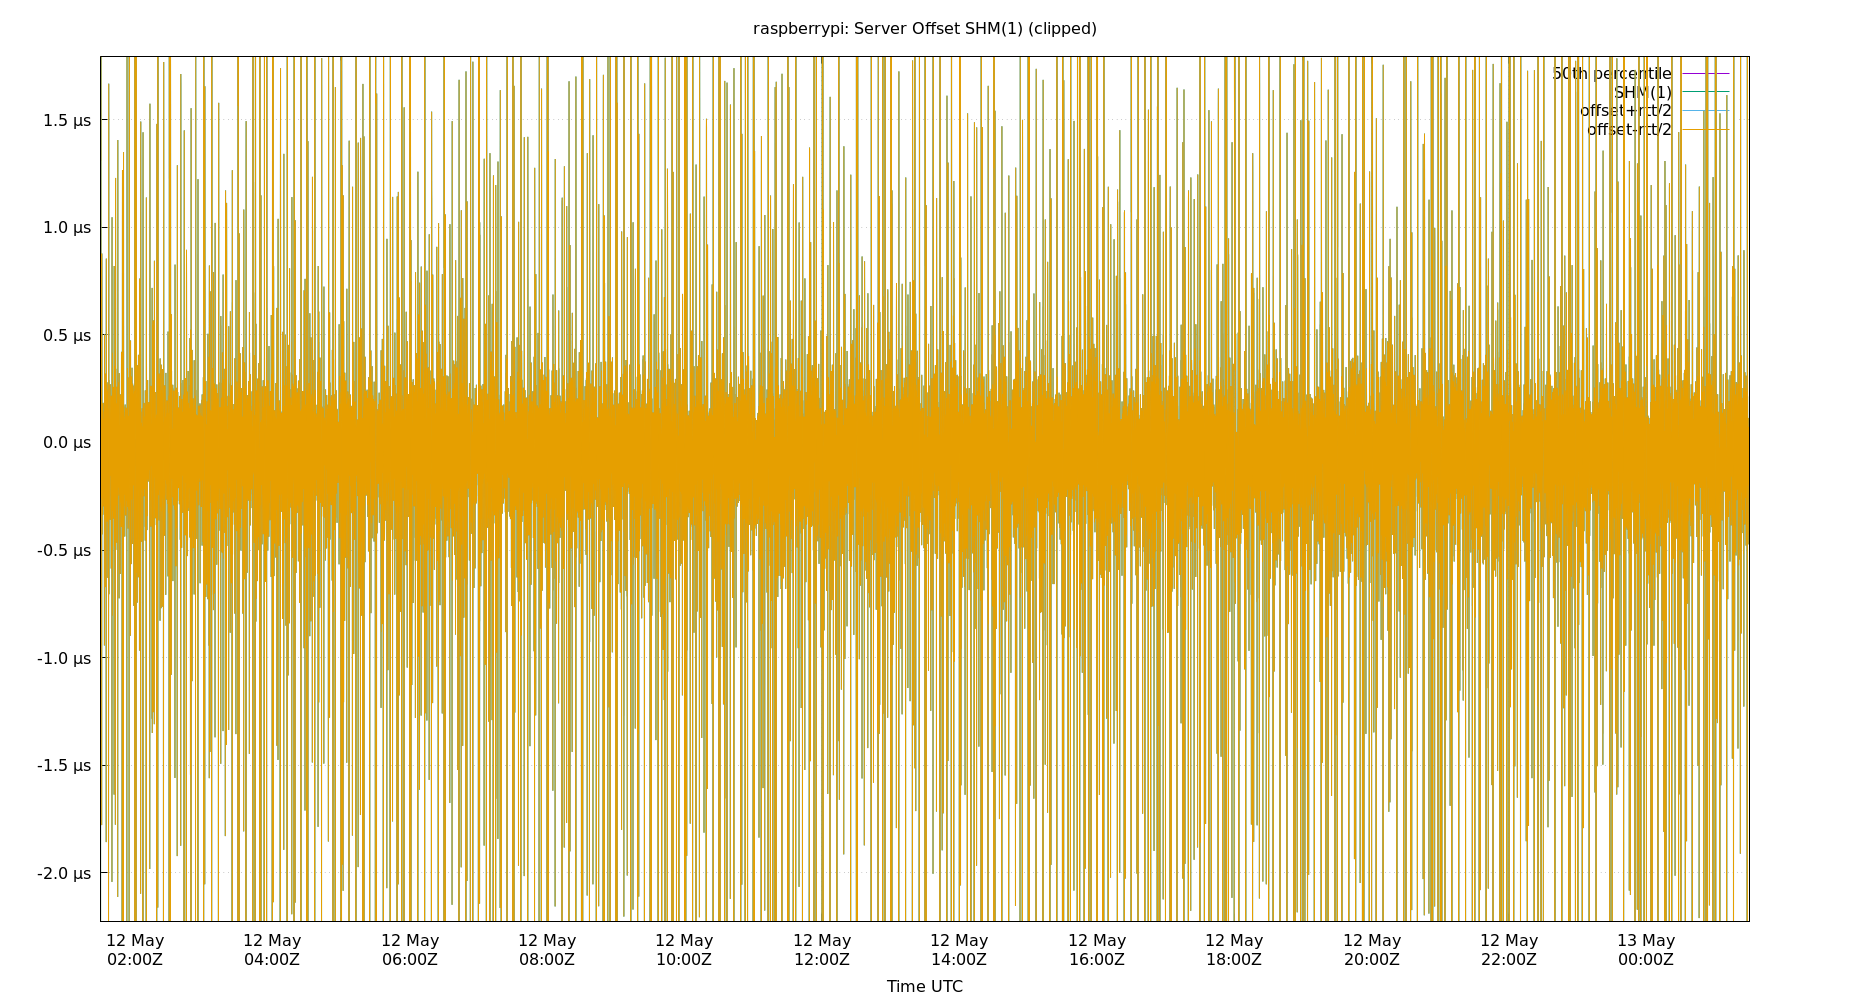 raspberrypi: Server Offset SHM(1) (clipped)
50th percentile
SHM(1)
offset+rtt/2
offset-rtt/2
1.5 µs
1.0 µs
0.5 µs
0.0 µs
-0.5 µs
-1.0 µs
-1.5 µs
-2.0 µs
12 May 12 May 12 May 12 May 12 May 12 May 12 May 12 May 12 May 12 May 12 May 13 May
02:00Z 04:00Z 06:00Z 08:00Z 10:00Z 12:00Z 14:00Z 16:00Z 18:00Z 20:00Z 22:00Z 00:00Z
Time UTC